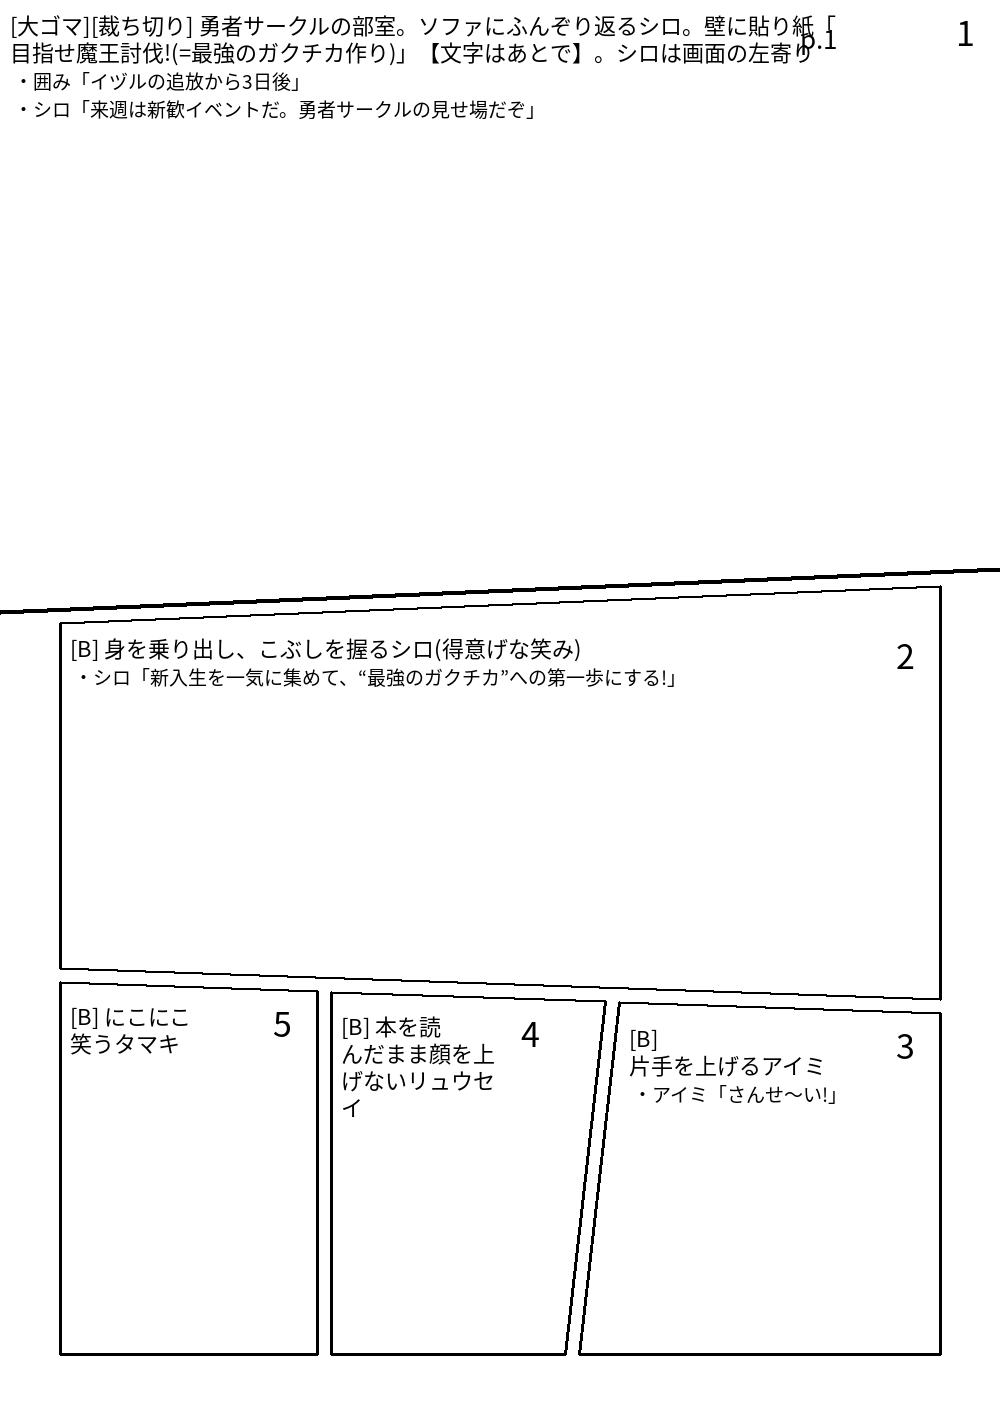 [大ゴマ][裁ち切り] 勇者サークルの部室。ソファにふんぞり返るシロ。壁に貼り紙「
目指せ魔王討伐!(=最強のガクチカ作り)」【文字はあとで】。シロは画面の左寄り
p.1
1
・囲み「イヅルの追放から3日後」
・シロ「来週は新歓イベントだ。勇者サークルの見せ場だぞ」
[B] 身を乗り出し、こぶしを握るシロ(得意げな笑み)
2
・シロ「新入生を一気に集めて、“最強のガクチカ”への第一歩にする!」
[B]
片手を上げるアイミ
3
・アイミ「さんせ～い!」
[B] 本を読
んだまま顔を上
げないリュウセ
イ
4
[B] にこにこ
笑うタマキ
5